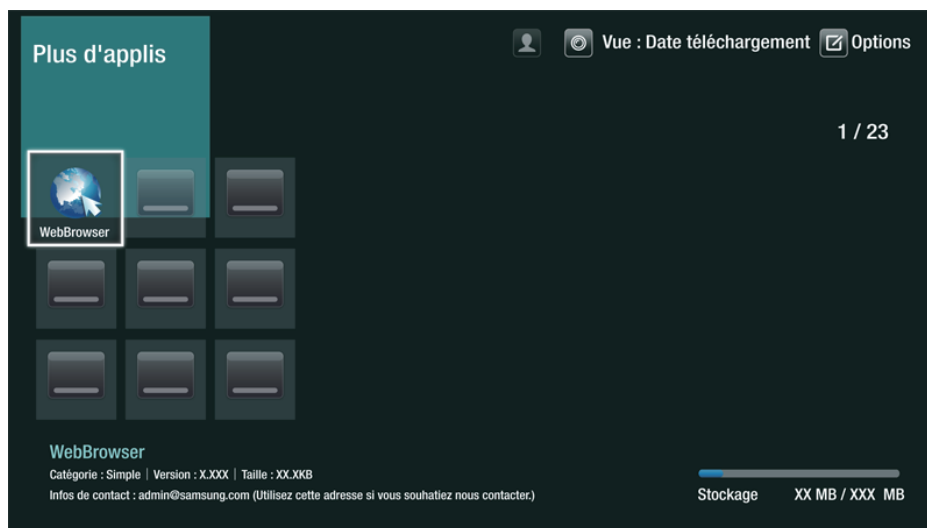 Plus d'applis
Vue : Date téléchargement Options
1 / 23
WebBrowser
WebBrowser
Catégorie : Simple | Version : X.XXX | Taille : XX.XKB
Infos de contact : admin@samsung.com (Utilisez cette adresse si vous souhatiez nous contacter.)
Stockage XX MB / XXX MB